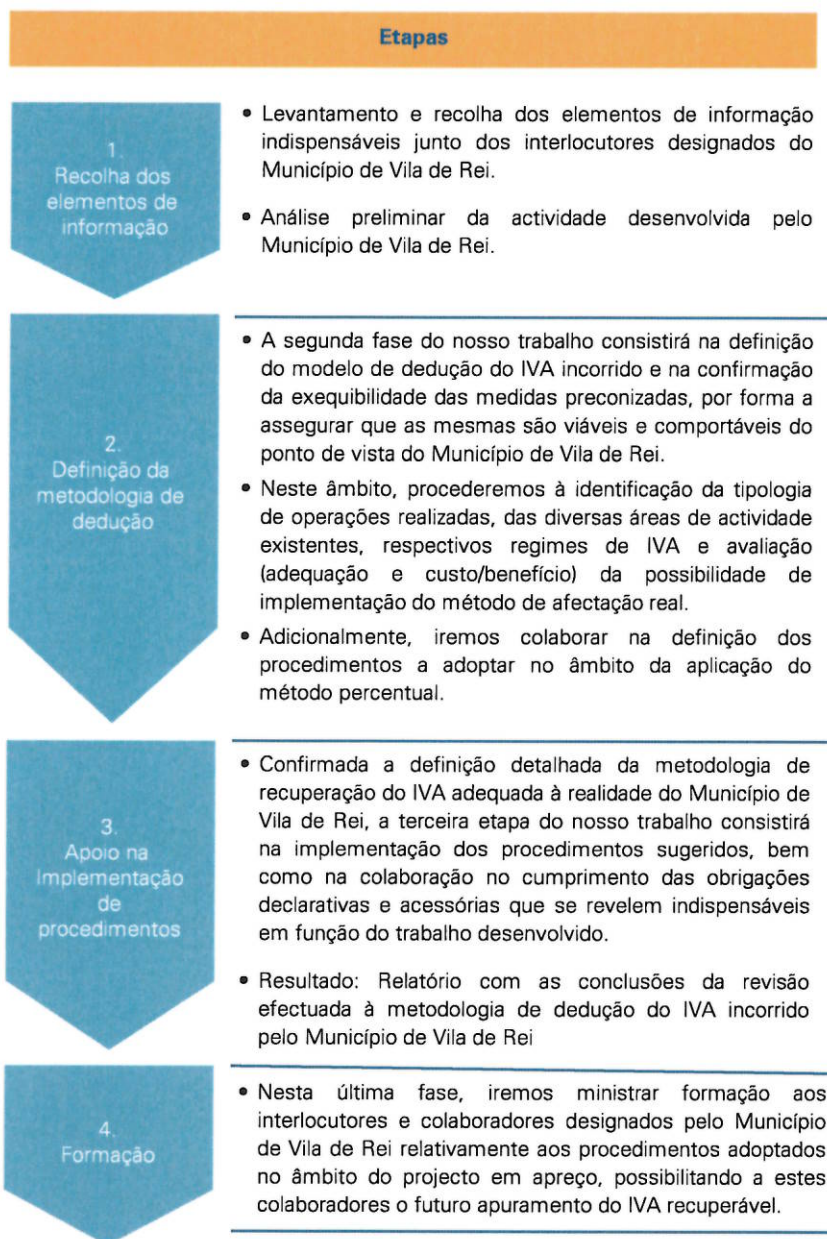 Etapas
1.
Recolha dos
elementos de
informação
• Levantamento e recolha dos elementos de informação
indispensáveis junto dos interlocutores designados do
Município de Vila de Rei.
• Análise preliminar da actividade desenvolvida pelo
Município de Vila de Rei.
2.
Definição da
metodologia de
dedução
• A segunda fase do nosso trabalho consistirá na definição
do modelo de dedução do IVA incorrido e na confirmação
da exequibilidade das medidas preconizadas, por forma a
assegurar que as mesmas são viáveis e comportáveis do
ponto de vista do Município de Vila de Rei.
• Neste âmbito, procederemos à identificação da tipologia
de operações realizadas, das diversas áreas de actividade
existentes, respectivos regimes de IVA e avaliação
(adequação e custo/benefício) da possibilidade de
implementação do método de afectação real.
• Adicionalmente, iremos colaborar na definição dos
procedimentos a adoptar no âmbito da aplicação do
método percentual.
3.
Apoio na
Implementação
de
procedimentos
• Confirmada a definição detalhada da metodologia de
recuperação do IVA adequada à realidade do Município de
Vila de Rei, a terceira etapa do nosso trabalho consistirá
na implementação dos procedimentos sugeridos, bem
como na colaboração no cumprimento das obrigações
declarativas e acessórias que se revelem indispensáveis
em função do trabalho desenvolvido.
• Resultado: Relatório com as conclusões da revisão
efectuada à metodologia de dedução do IVA incorrido
pelo Município de Vila de Rei
4.
Formação
• Nesta última fase, iremos ministrar formação aos
interlocutores e colaboradores designados pelo Município
de Vila de Rei relativamente aos procedimentos adoptados
no âmbito do projecto em apreço, possibilitando a estes
colaboradores o futuro apuramento do IVA recuperável.